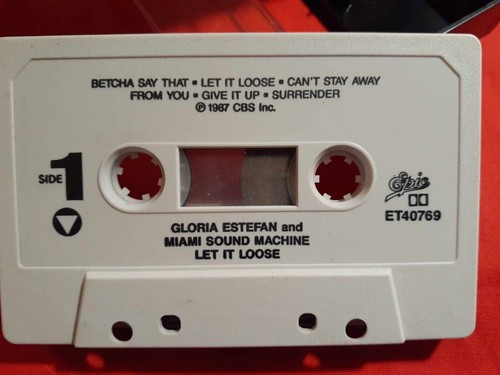 BETCHA SAY THAT ▪ LET IT LOOSE ▪ CAN'T STAY AWAY
FROM YOU ▪ GIVE IT UP ▪ SURRENDER
℗ 1987 CBS Inc.
SIDE 1
Epic
ET40769
GLORIA ESTEFAN and
MIAMI SOUND MACHINE
LET IT LOOSE